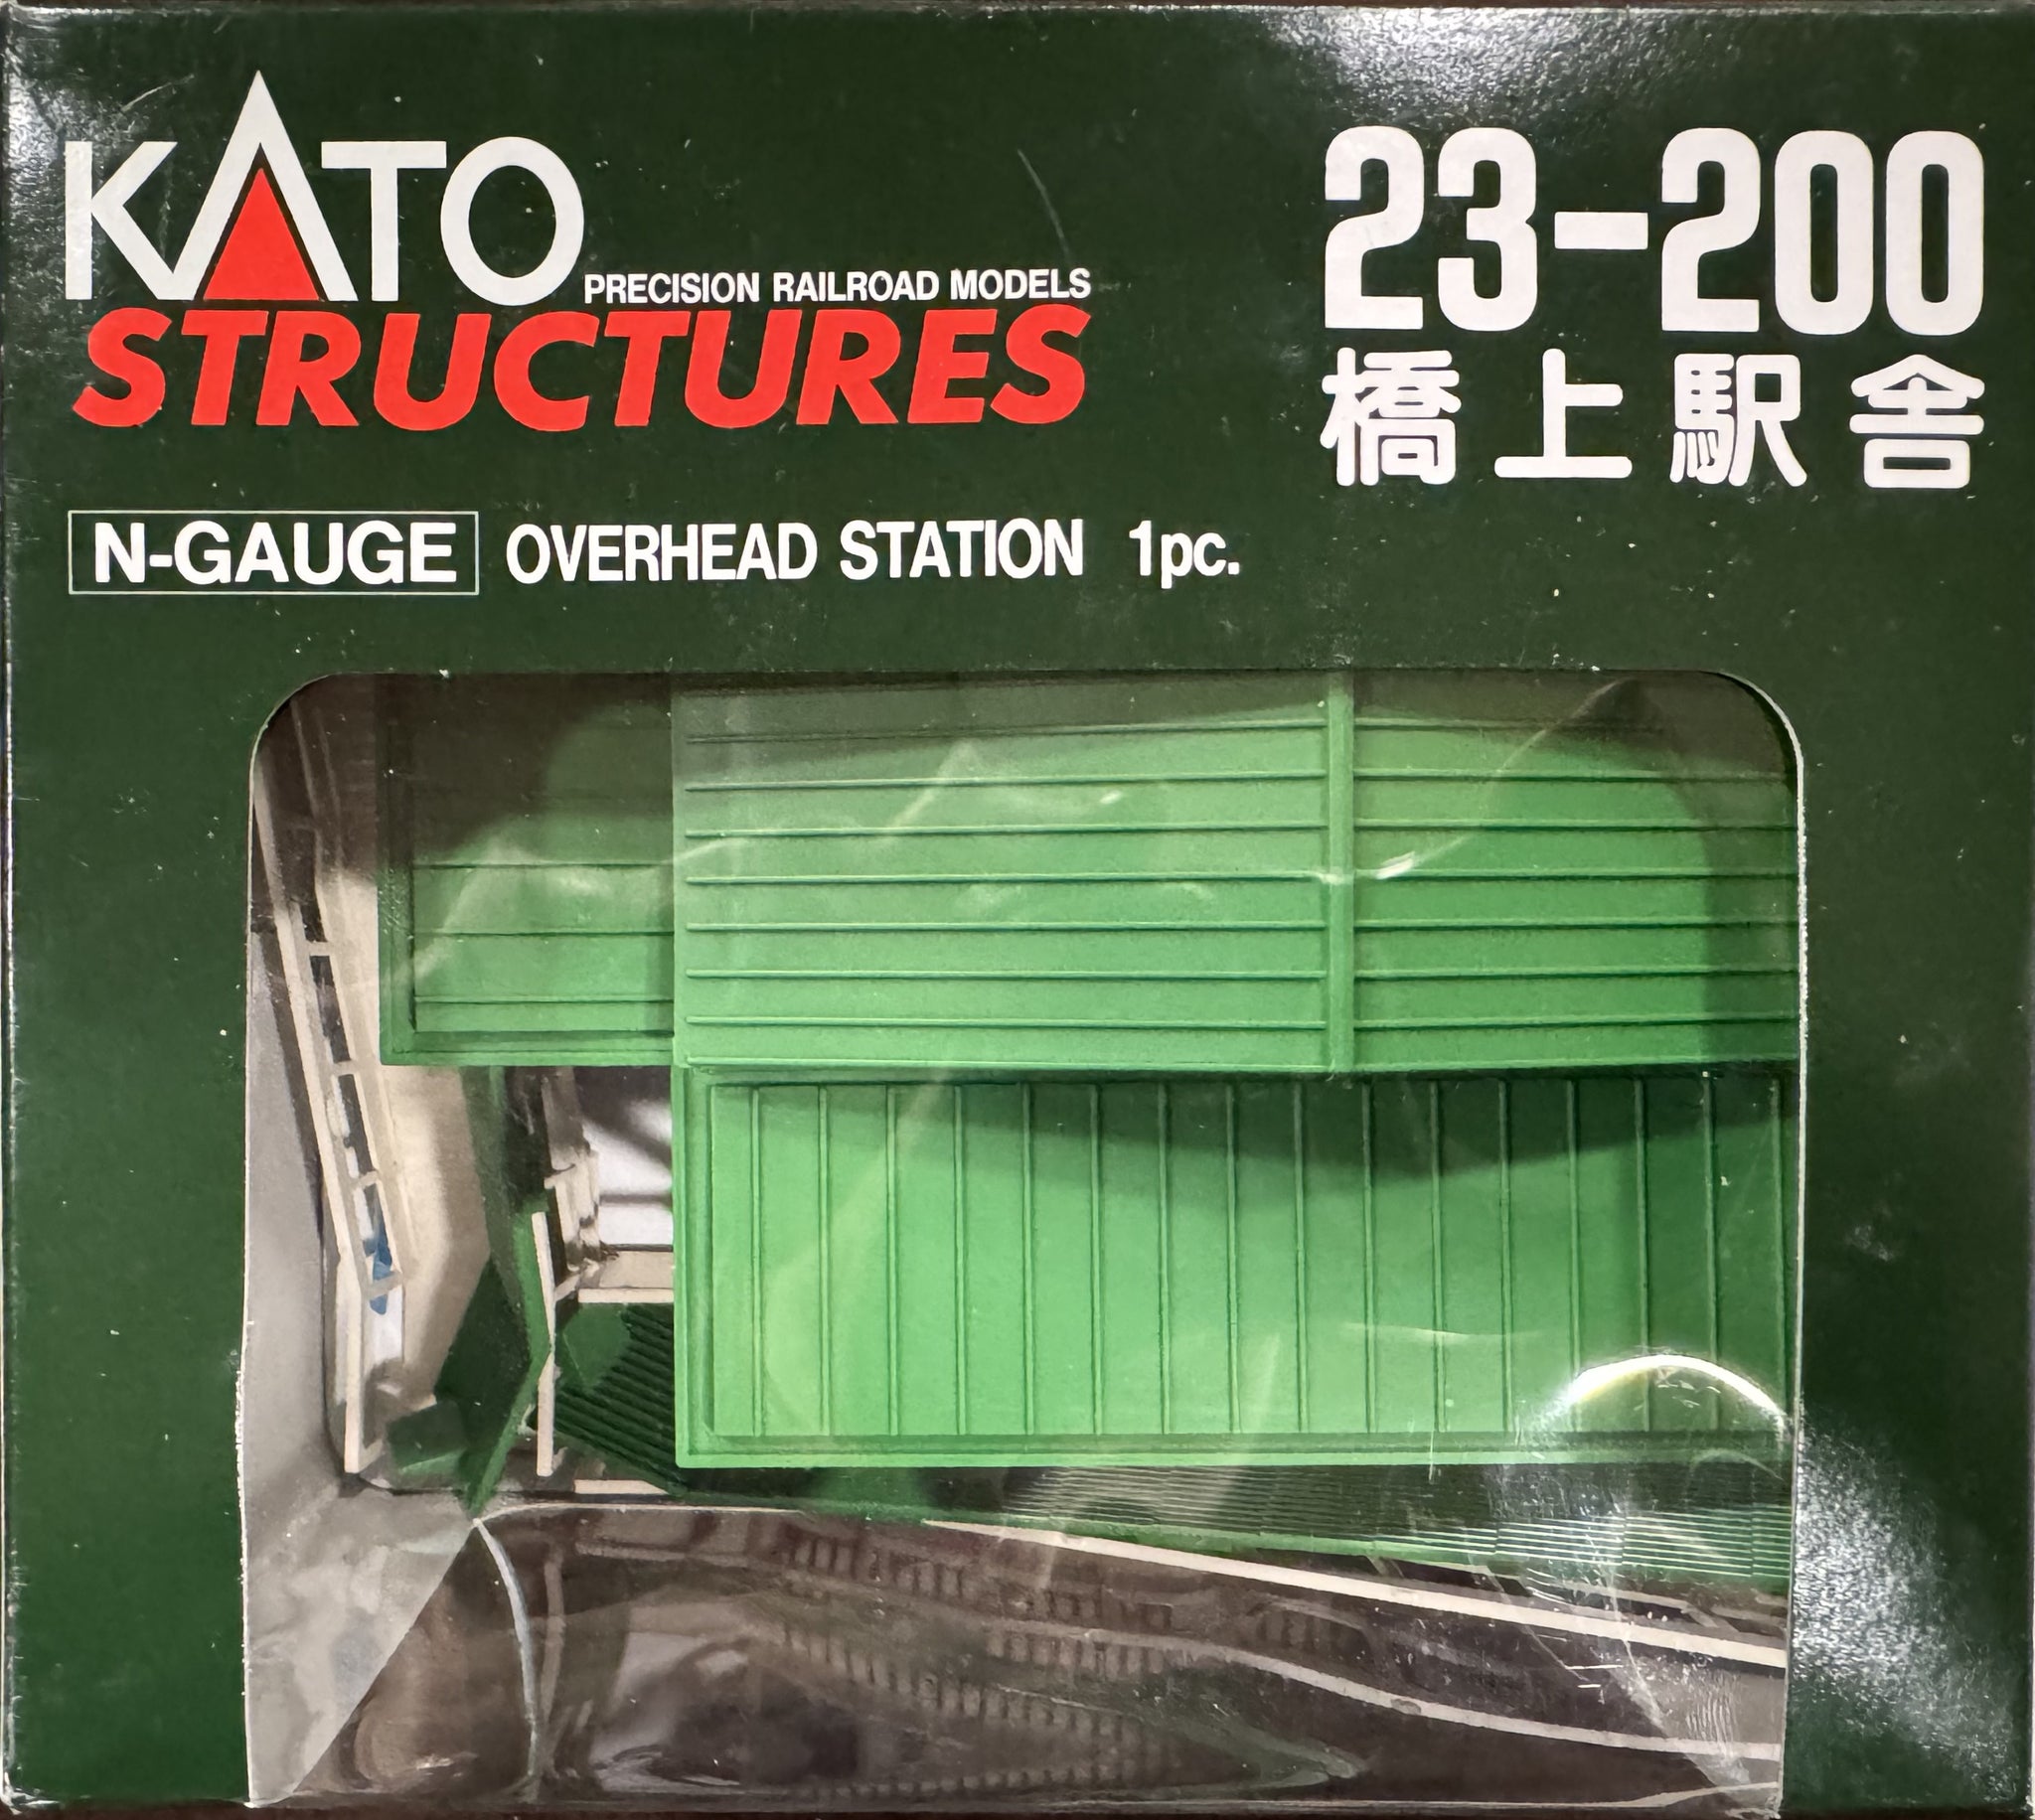 KATO
PRECISION RAILROAD MODELS
STRUCTURES
23-200
橋上駅舎
N-GAUGE OVERHEAD STATION 1pc.